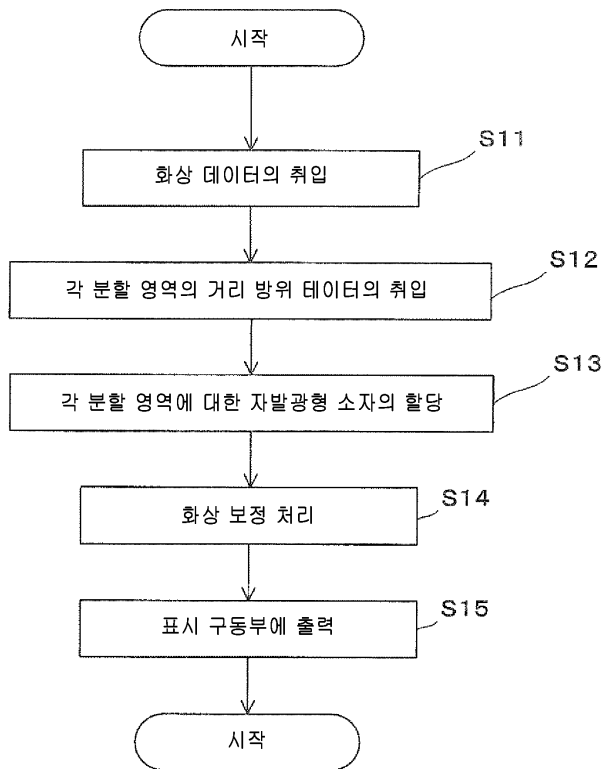 시작
S11
화상 데이터의 취입
S12
각 분할 영역의 거리 방위 테이터의 취입
S13
각 분할 영역에 대한 자발광형 소자의 할당
S14
화상 보정 처리
S15
표시 구동부에 출력
시작